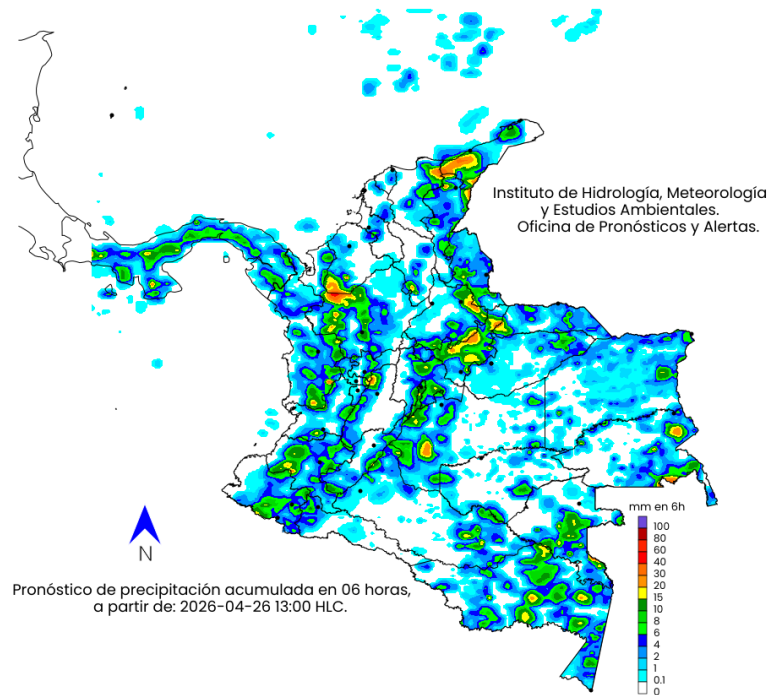 Instituto de Hidrología, Meteorología
y Estudios Ambientales.
Oficina de Pronósticos y Alertas.
mm en 6h
100
80
60
40
30
20
15
10
8
6
4
2
1
0.1
0
N
Pronóstico de precipitación acumulada en 06 horas,
a partir de: 2026-04-26 13:00 HLC.